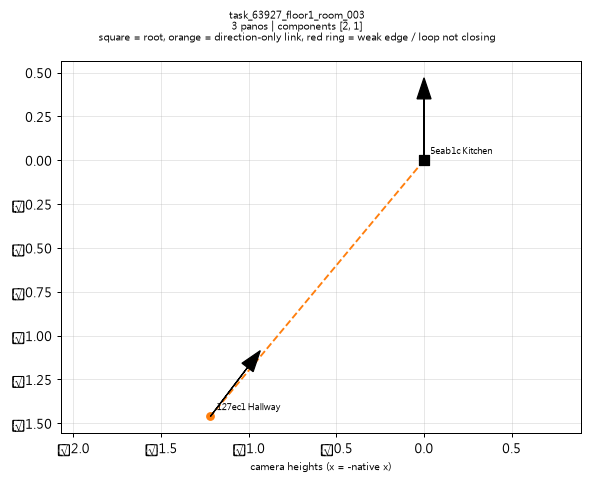 task_63927_floor1_room_003
3 panos | components [2, 1]
square = root, orange = direction-only link, red ring = weak edge / loop not closing
0.50
0.25
0.00
0.25
0.50
0.75
1.00
1.25
1.50
5eab1c Kitchen
127ec1 Hallway
2.0 1.5 1.0 0.5 0.0 0.5
camera heights (x = -native x)